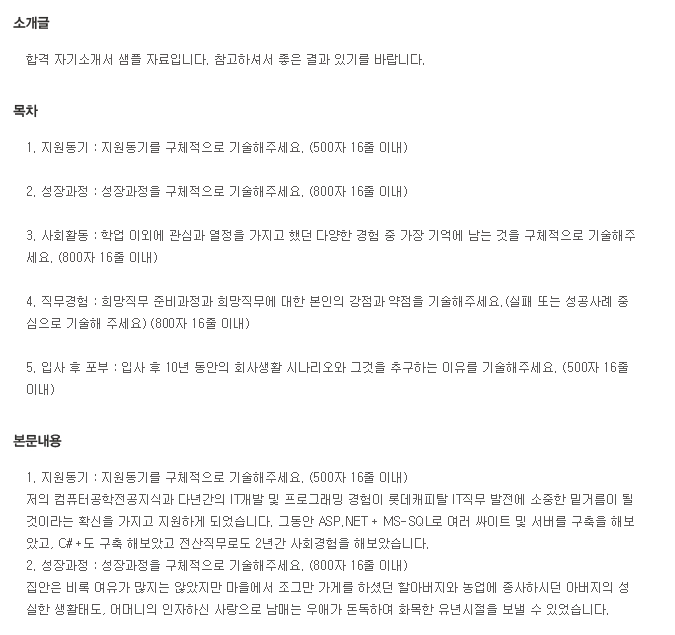 소개글
합격 자기소개서 샘플 자료입니다. 참고하셔서 좋은 결과 있기를 바랍니다.
목차
1. 지원동기 : 지원동기를 구체적으로 기술해주세요. (500자 16줄 이내)
2. 성장과정 : 성장과정을 구체적으로 기술해주세요. (800자 16줄 이내)
3. 사회활동 : 학업 이외에 관심과 열정을 가지고 했던 다양한 경험 중 가장 기억에 남는 것을 구체적으로 기술해주
세요. (800자 16줄 이내)
4. 직무경험 : 희망직무 준비과정과 희망직무에 대한 본인의 강점과 약점을 기술해주세요.(실패 또는 성공사례 중
심으로 기술해 주세요) (800자 16줄 이내)
5. 입사 후 포부 : 입사 후 10년 동안의 회사생활 시나리오와 그것을 추구하는 이유를 기술해주세요. (500자 16줄
이내)
본문내용
1. 지원동기 : 지원동기를 구체적으로 기술해주세요. (500자 16줄 이내)
저의 컴퓨터공학전공지식과 다년간의 IT개발 및 프로그래밍 경험이 롯데캐피탈 IT직무 발전에 소중한 밑거름이 될
것이라는 확신을 가지고 지원하게 되었습니다. 그동안 ASP.NET + MS-SQL로 여러 싸이트 및 서버를 구축을 해보
았고, C#+도 구축 해보았고 전산직무로도 2년간 사회경험을 해보았습니다.
2. 성장과정 : 성장과정을 구체적으로 기술해주세요. (800자 16줄 이내)
집안은 비록 여유가 많지는 않았지만 마을에서 조그만 가게를 하셨던 할아버지와 농업에 종사하시던 아버지의 성
실한 생활태도, 어머니의 인자하신 사랑으로 남매는 우애가 돈독하며 화목한 유년시절을 보낼 수 있었습니다.